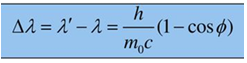 Δλ = λ′ − λ = h/(m₀c) (1 − cos ϕ)